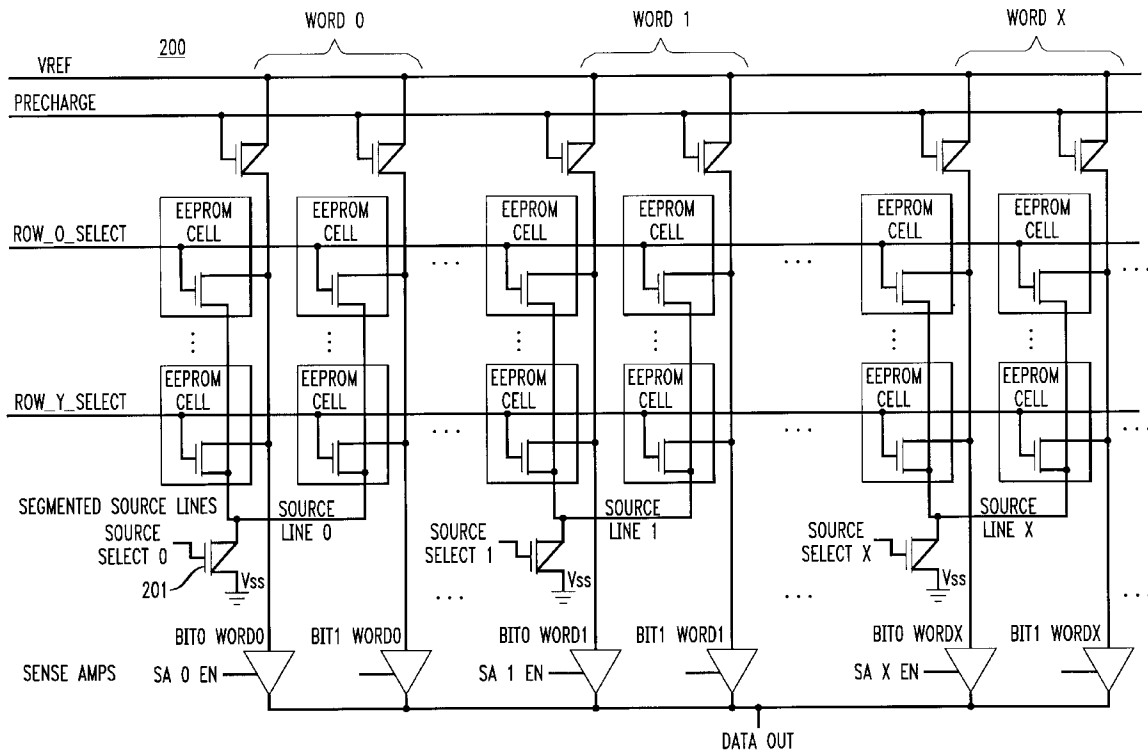 WORD 0 WORD 1 WORD X
200
VREF
PRECHARGE
EEPROM CELL EEPROM CELL EEPROM CELL EEPROM CELL EEPROM CELL EEPROM CELL
ROW_0_SELECT
... ... ... ...
EEPROM CELL EEPROM CELL EEPROM CELL EEPROM CELL EEPROM CELL EEPROM CELL
ROW_Y_SELECT
... ... ... ...
SEGMENTED SOURCE LINES
SOURCE SELECT 0
SOURCE LINE 0
SOURCE SELECT 1
SOURCE LINE 1
SOURCE SELECT X
SOURCE LINE X
201
VSS VSS VSS
... ... ... ...
BIT0 WORD0 BIT1 WORD0 BIT0 WORD1 BIT1 WORD1 BIT0 WORDX BIT1 WORDX
SENSE AMPS SA 0 EN SA 1 EN SA X EN
DATA OUT